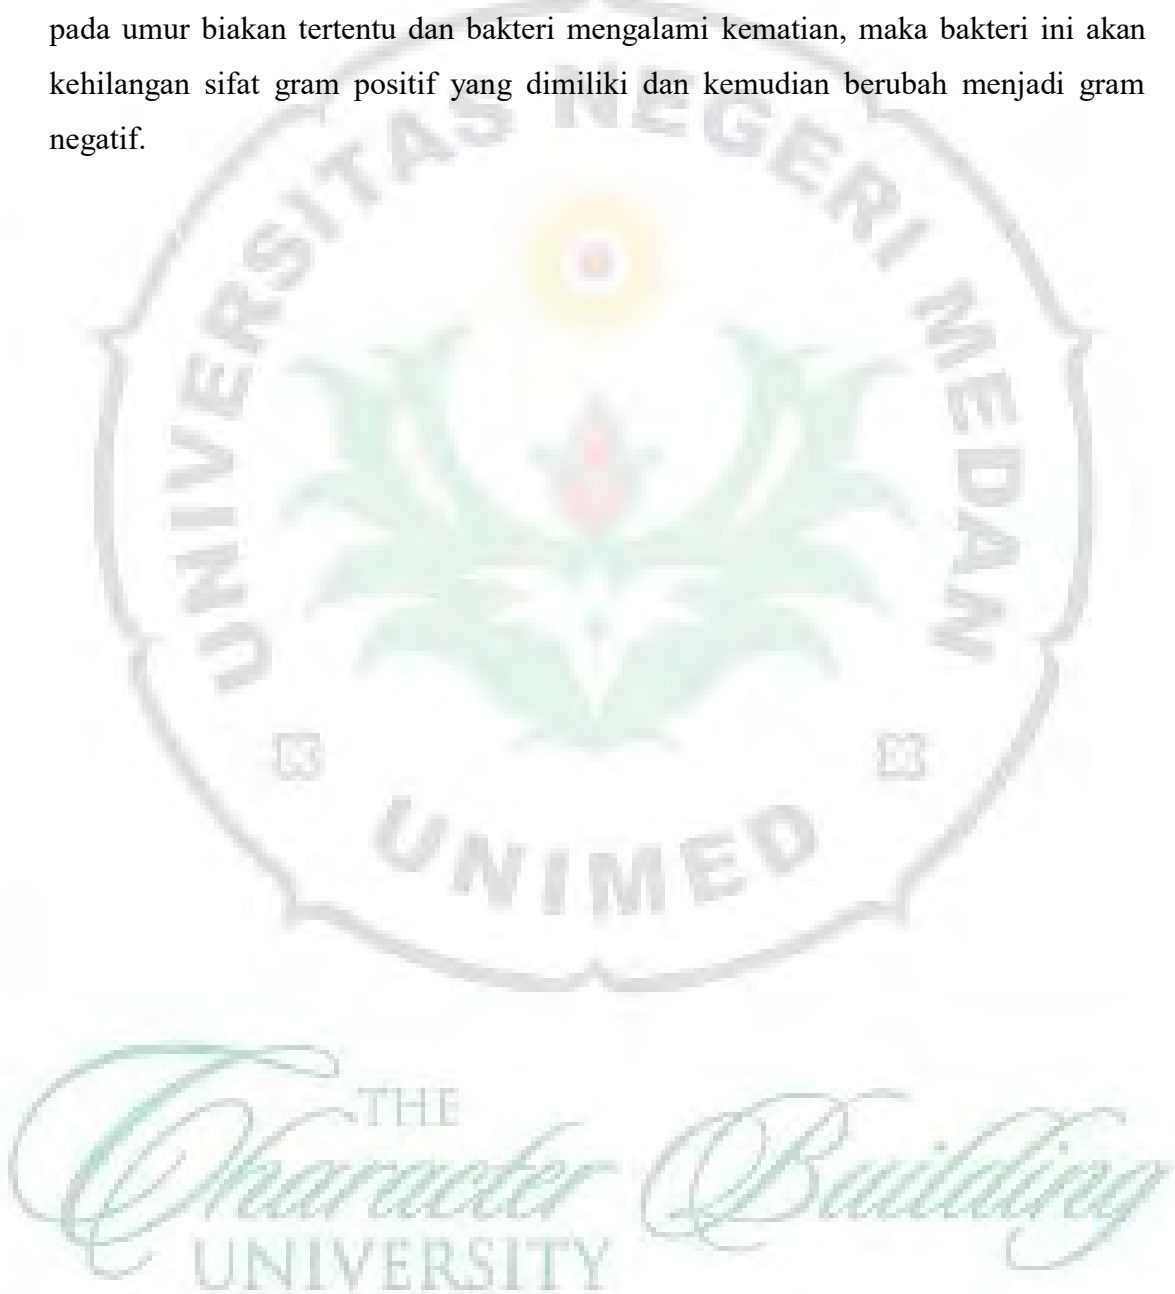 pada umur biakan tertentu dan bakteri mengalami kematian, maka bakteri ini akan
kehilangan sifat gram positif yang dimiliki dan kemudian berubah menjadi gram
negatif.
UNIVERSITAS NEGERI MEDAN
UNIMED
THE
Character Building
UNIVERSITY